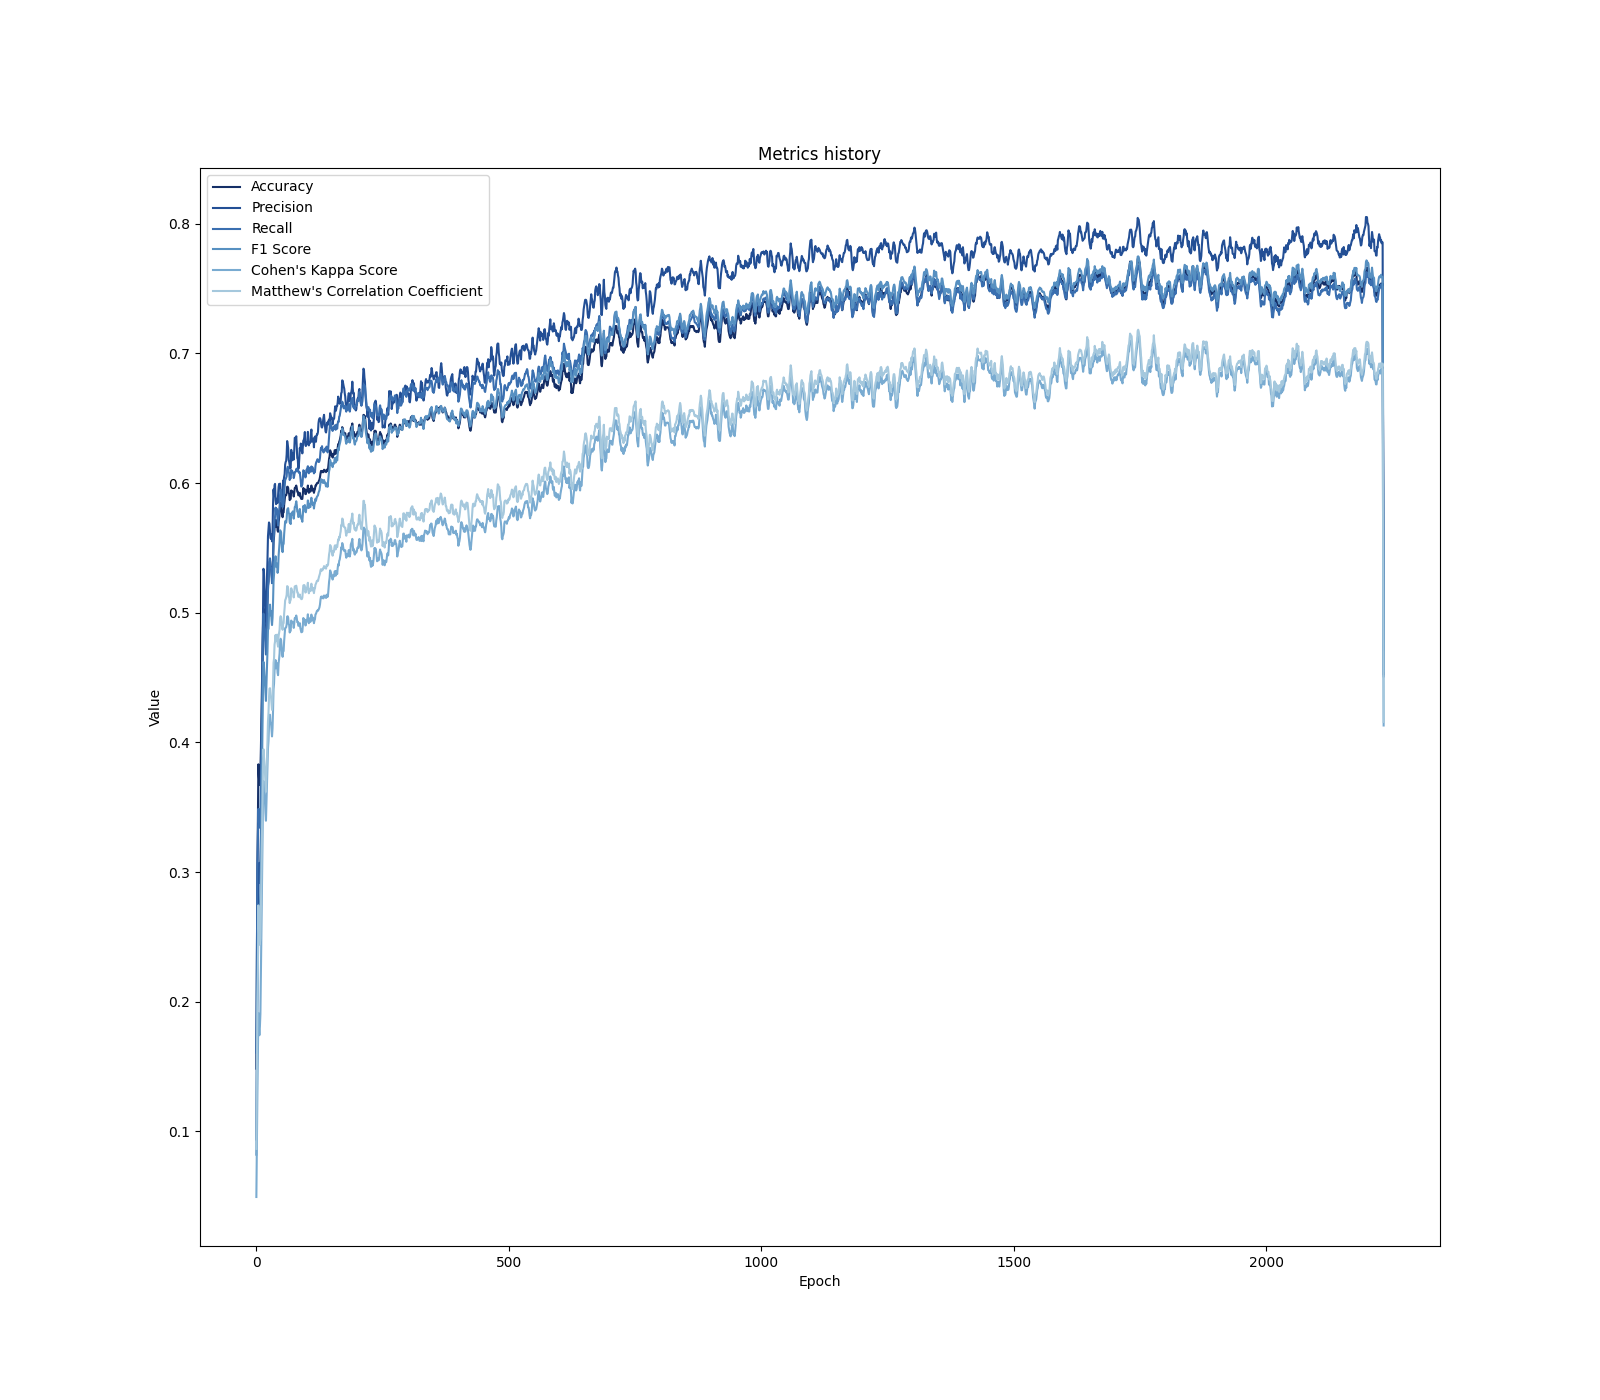 Metrics history
Accuracy
Precision
Recall
F1 Score
Cohen's Kappa Score
Matthew's Correlation Coefficient
0.8
0.7
0.6
0.5
0.4
0.3
0.2
0.1
Value
0 500 1000 1500 2000
Epoch